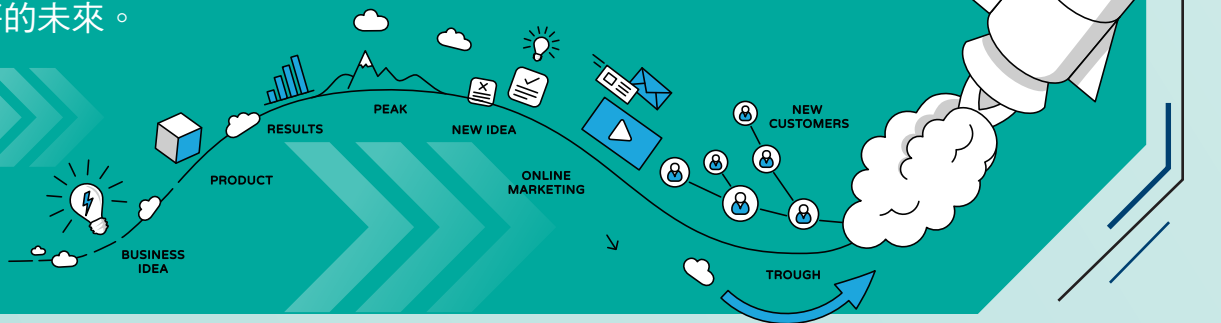 的未來。
RESULTS
PEAK
NEW IDEA
NEW
CUSTOMERS
PRODUCT
ONLINE
MARKETING
BUSINESS
IDEA
TROUGH